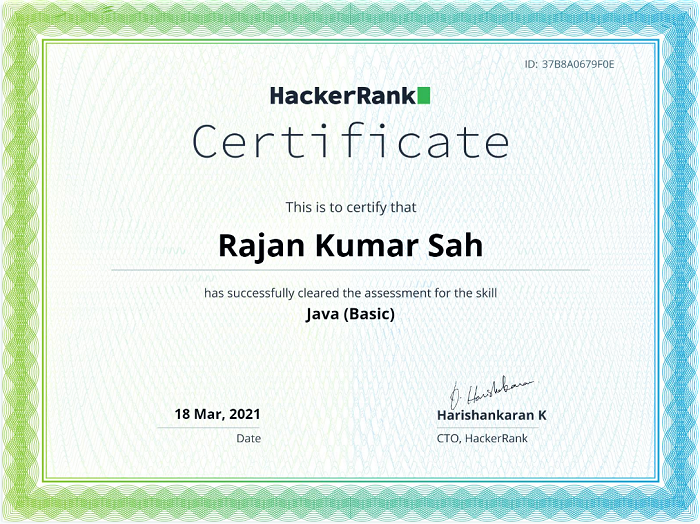 ID: 37B8A0679F0E
HackerRank
Certificate
This is to certify that
Rajan Kumar Sah
has successfully cleared the assessment for the skill
Java (Basic)
18 Mar, 2021
Date
Harishankaran K
CTO, HackerRank